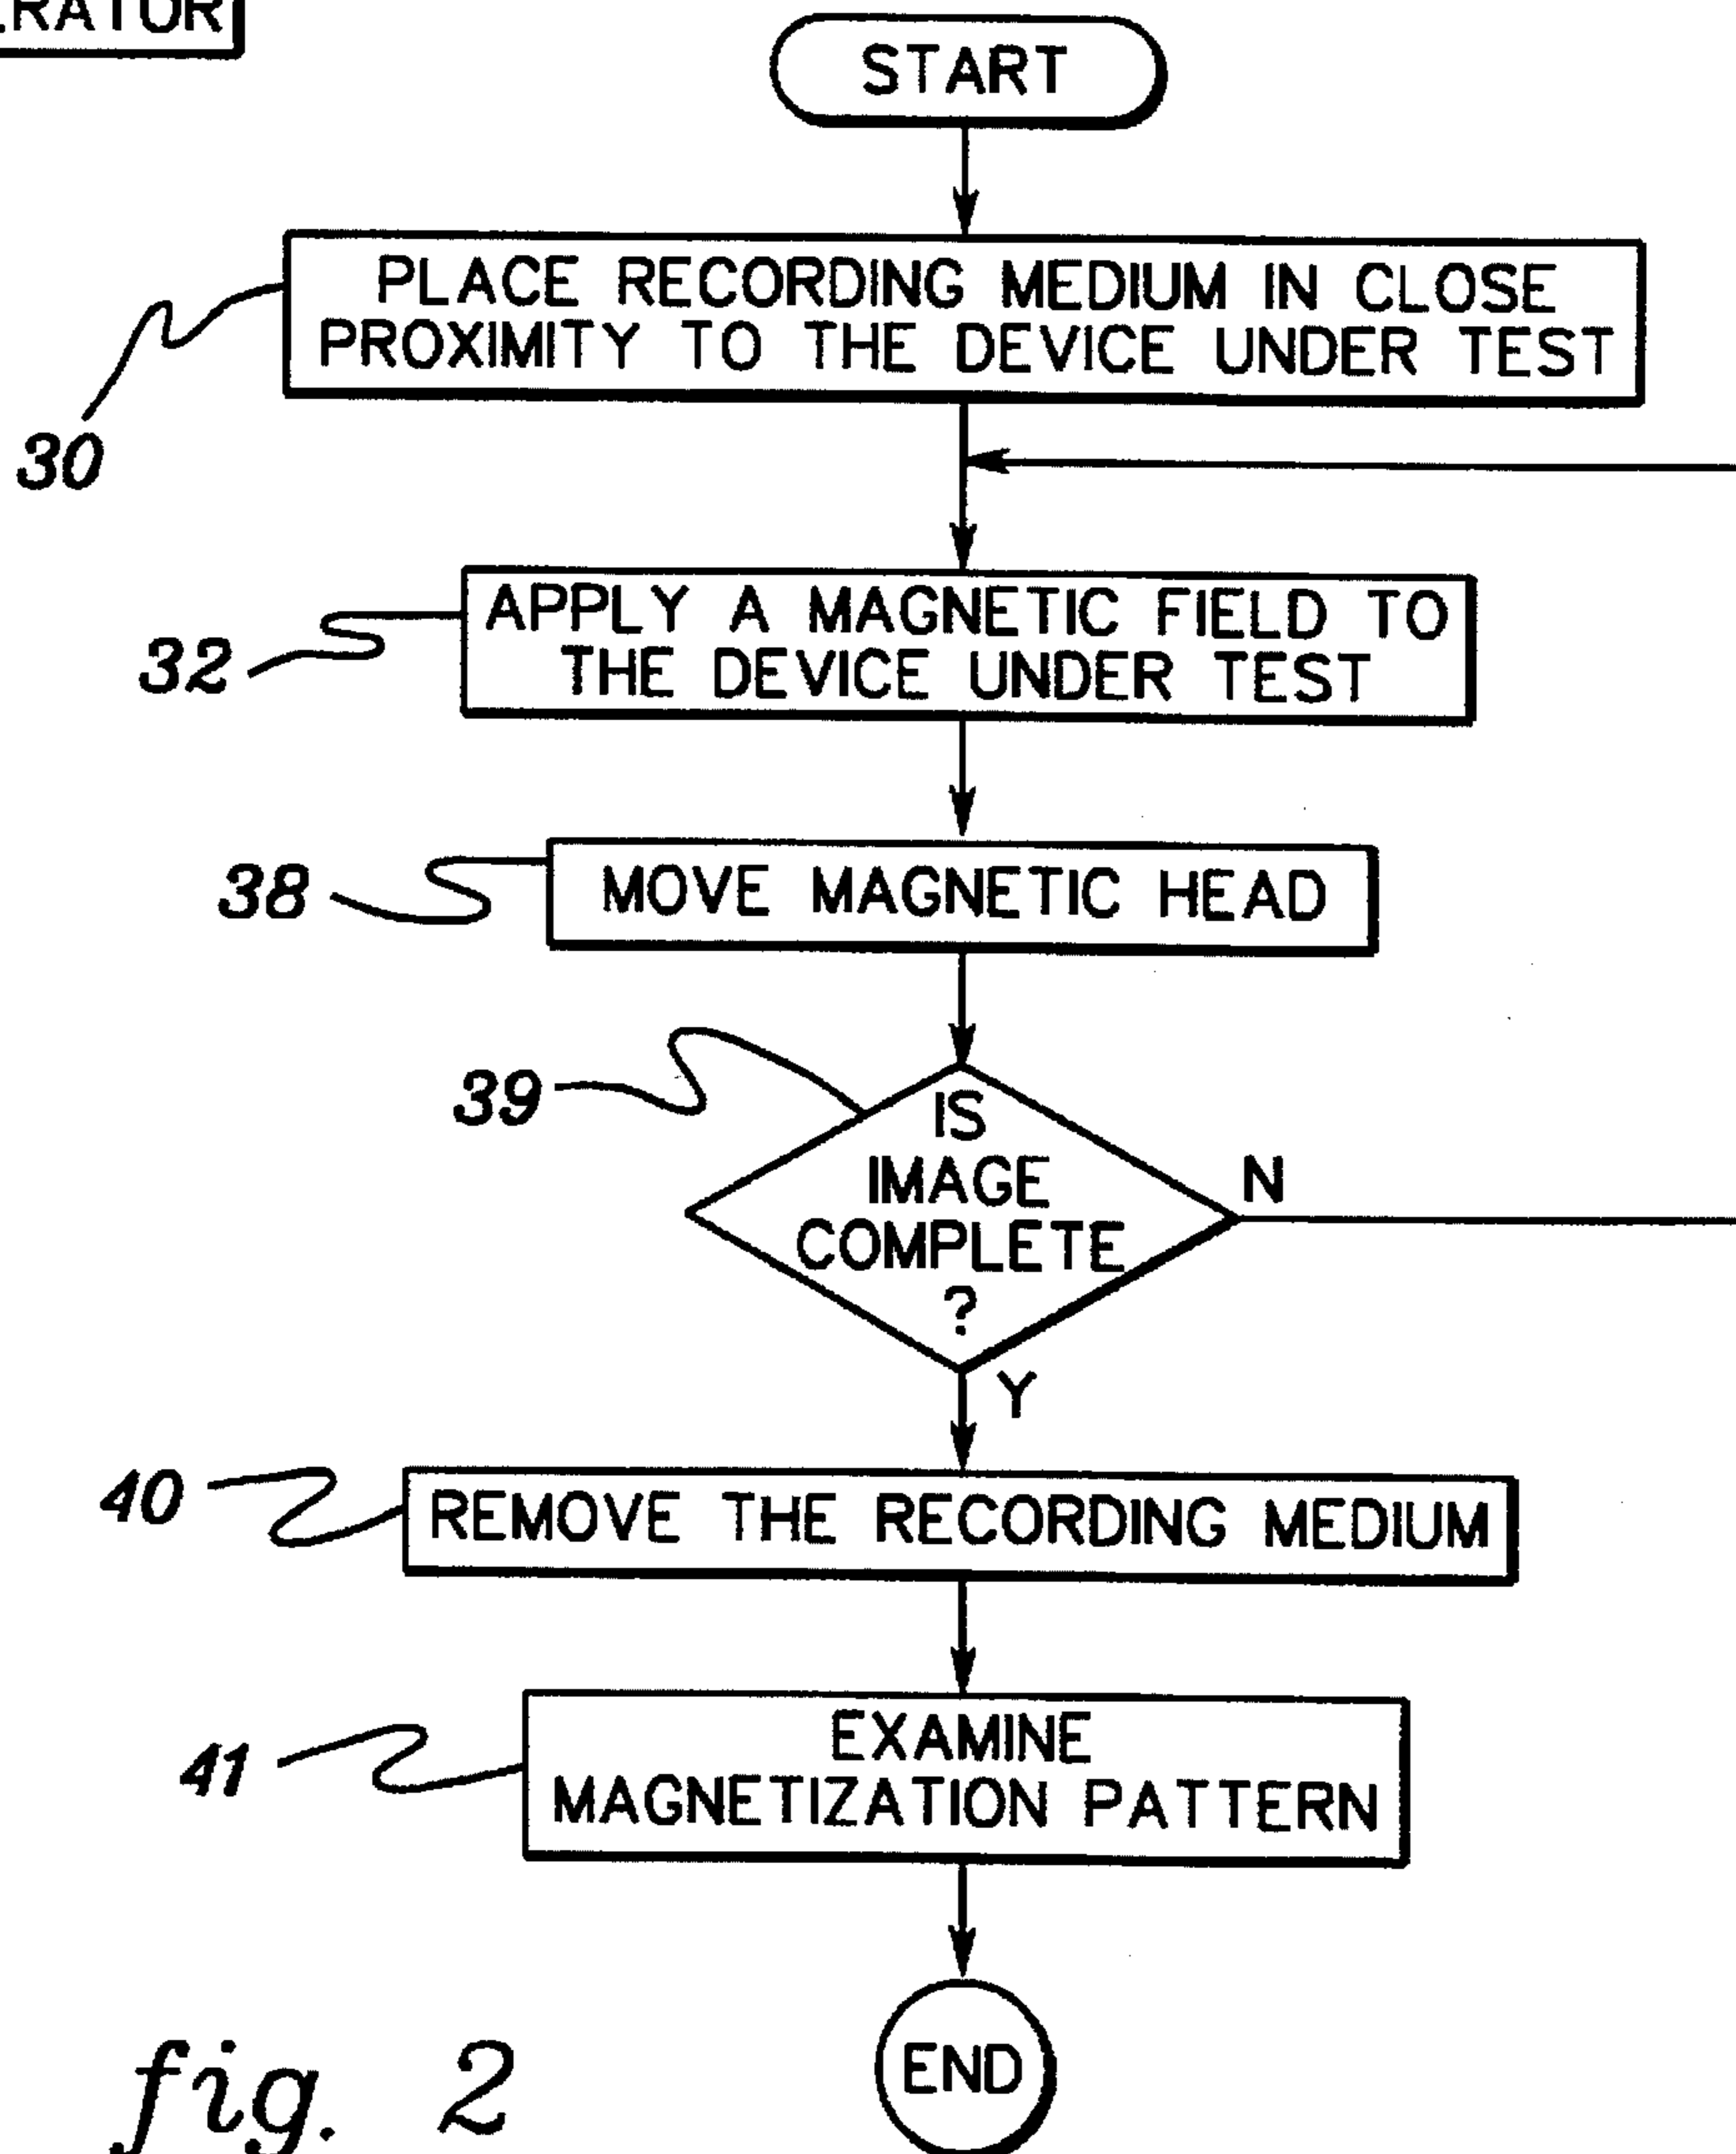 START
PLACE RECORDING MEDIUM IN CLOSE
PROXIMITY TO THE DEVICE UNDER TEST
30
APPLY A MAGNETIC FIELD TO
THE DEVICE UNDER TEST
32
MOVE MAGNETIC HEAD
38
39
IS
IMAGE
COMPLETE
?
N
Y
40
REMOVE THE RECORDING MEDIUM
41
EXAMINE
MAGNETIZATION PATTERN
END
fig. 2